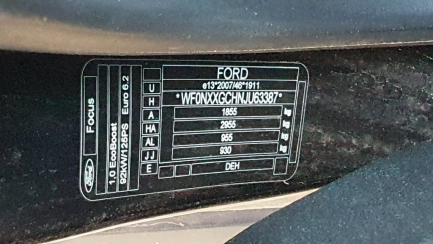 FORD
e13*2007/46*1911
*WF0NXXGCHNJU63387*
1855
2955
955
930
DEH
U
H
A
HA
AL
JJ
E
Focus
1,0 EcoBoost
92kW/125PS Euro 6.2
Ford